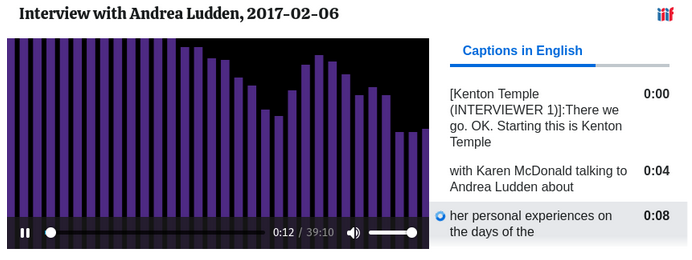 Interview with Andrea Ludden, 2017-02-06
iiif
Captions in English
[Kenton Temple 0:00
(INTERVIEWER 1)]:There we
go. OK. Starting this is Kenton
Temple
with Karen McDonald talking to 0:04
Andrea Ludden about
her personal experiences on 0:08
the days of the
0:12 / 39:10